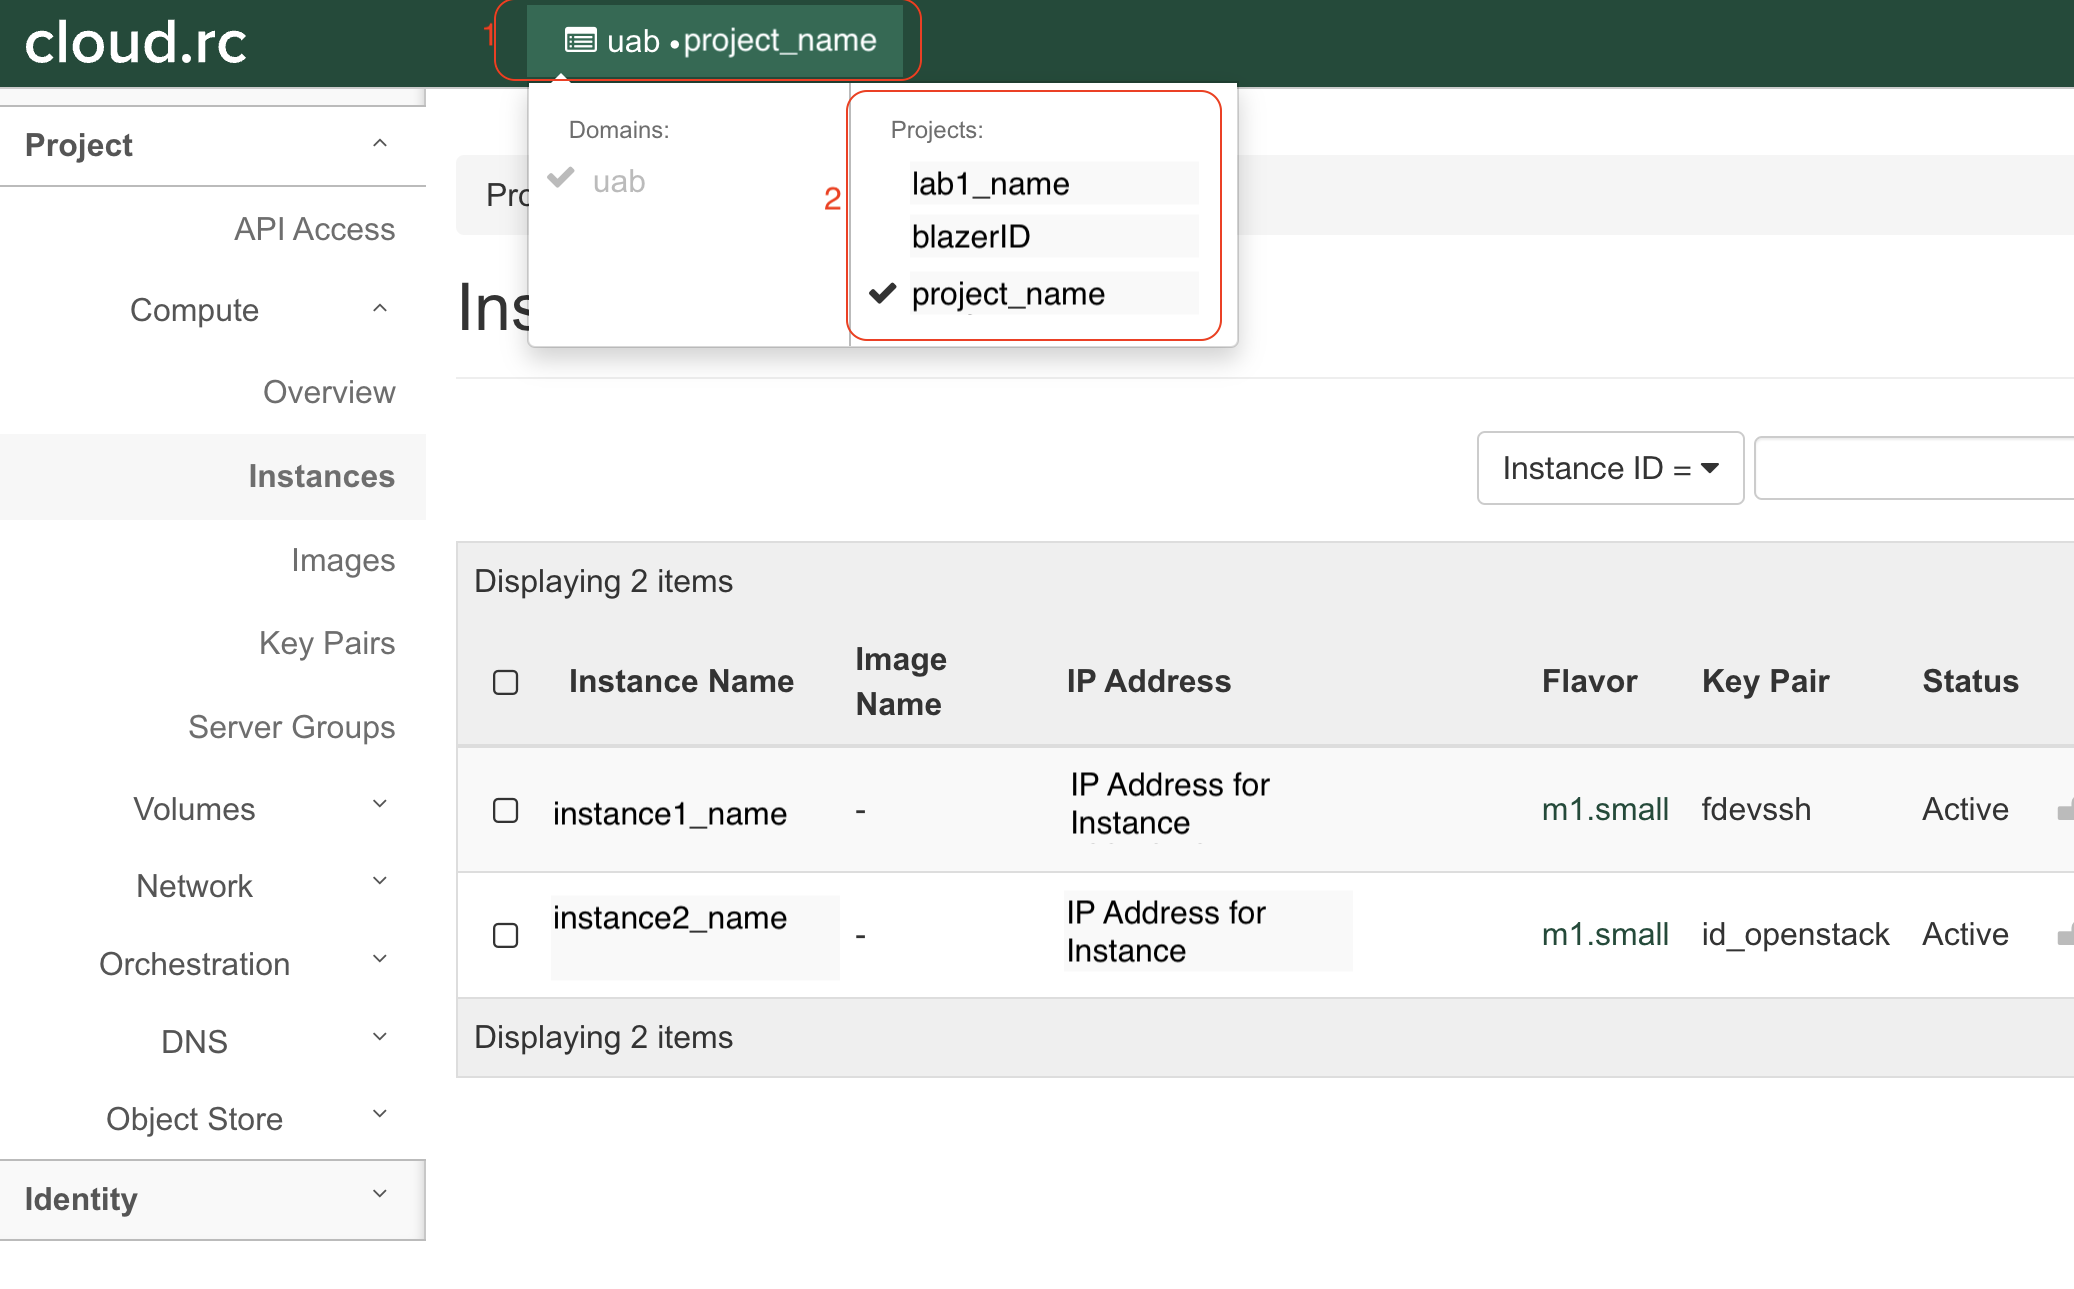 cloud.rc
1
uab • project_name
Domains:
uab
2
Projects:
lab1_name
blazerID
project_name
Project
API Access
Compute
Overview
Instances
Images
Key Pairs
Server Groups
Volumes
Network
Orchestration
DNS
Object Store
Identity
Instance ID =
Displaying 2 items
Instance Name
Image
Name
IP Address
Flavor
Key Pair
Status
instance1_name
-
IP Address for
Instance
m1.small
fdevssh
Active
instance2_name
-
IP Address for
Instance
m1.small
id_openstack
Active
Displaying 2 items